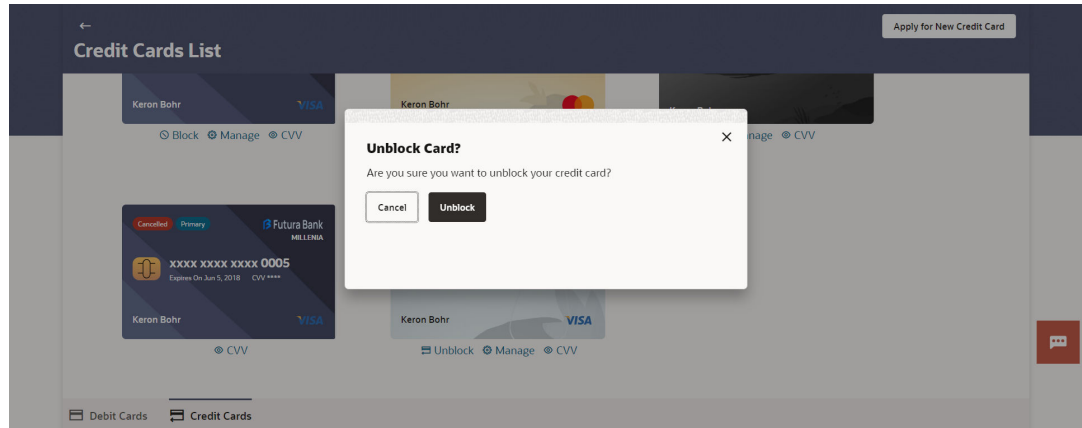 Apply for New Credit Card
Credit Cards List
Keron Bohr VISA
Keron Bohr
Block Manage CVV
CVV
Unblock Card?
Are you sure you want to unblock your credit card?
Cancel Unblock
Cancelled Primary Futura Bank
MILLENIA
xxxx xxxx xxxx 0005
Expires On Jun 5, 2018 CVV ****
Keron Bohr VISA
Keron Bohr VISA
CVV
Unblock Manage CVV
Debit Cards Credit Cards